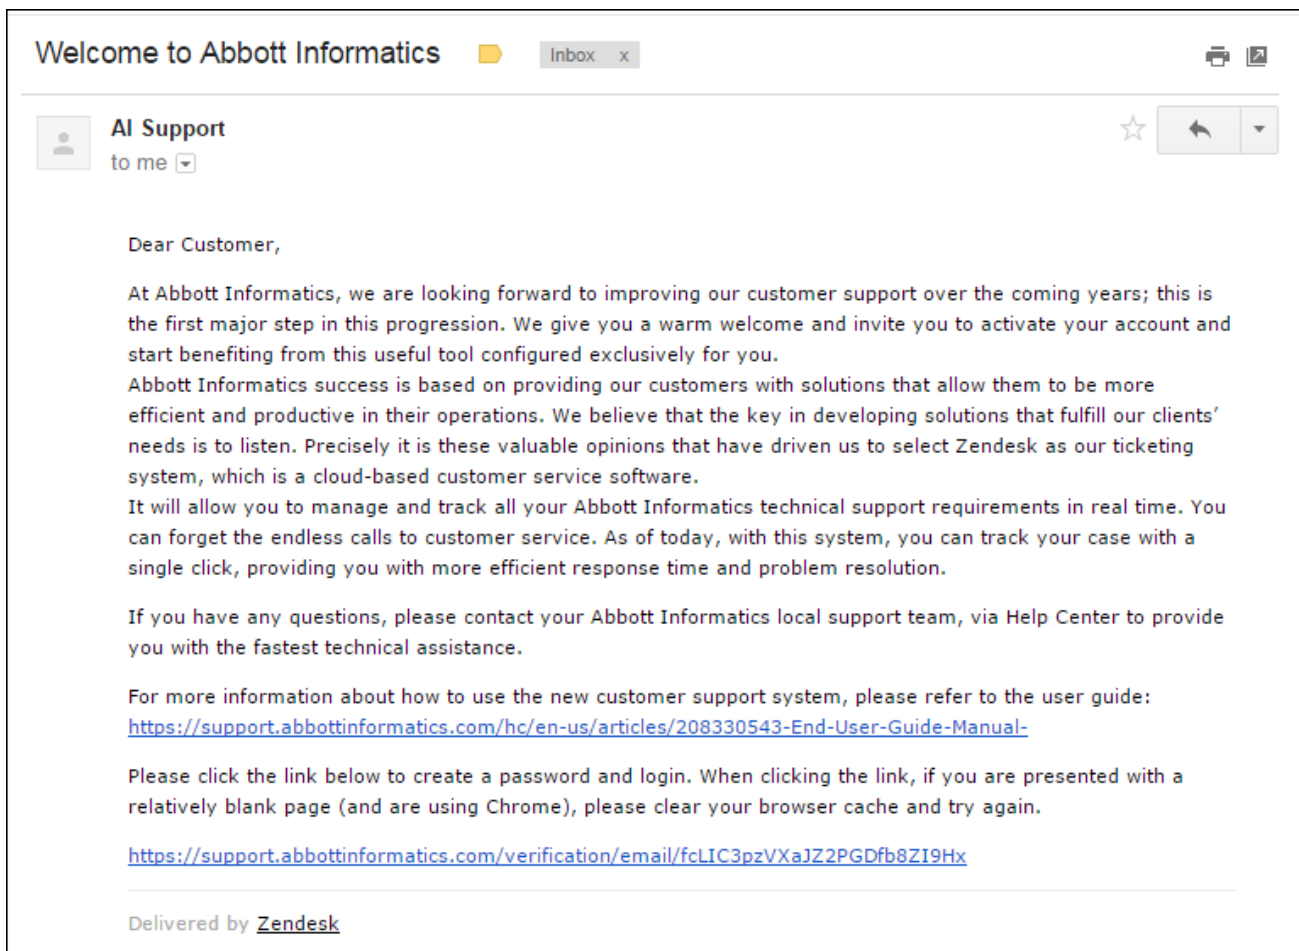 Welcome to Abbott Informatics
Inbox x
AI Support
to me
Dear Customer,
At Abbott Informatics, we are looking forward to improving our customer support over the coming years; this is
the first major step in this progression. We give you a warm welcome and invite you to activate your account and
start benefiting from this useful tool configured exclusively for you.
Abbott Informatics success is based on providing our customers with solutions that allow them to be more
efficient and productive in their operations. We believe that the key in developing solutions that fulfill our clients’
needs is to listen. Precisely it is these valuable opinions that have driven us to select Zendesk as our ticketing
system, which is a cloud-based customer service software.
It will allow you to manage and track all your Abbott Informatics technical support requirements in real time. You
can forget the endless calls to customer service. As of today, with this system, you can track your case with a
single click, providing you with more efficient response time and problem resolution.
If you have any questions, please contact your Abbott Informatics local support team, via Help Center to provide
you with the fastest technical assistance.
For more information about how to use the new customer support system, please refer to the user guide:
https://support.abbottinformatics.com/hc/en-us/articles/208330543-End-User-Guide-Manual-
Please click the link below to create a password and login. When clicking the link, if you are presented with a
relatively blank page (and are using Chrome), please clear your browser cache and try again.
https://support.abbottinformatics.com/verification/email/fcLIC3pzVXaJZ2PGDfb8ZI9Hx
Delivered by Zendesk